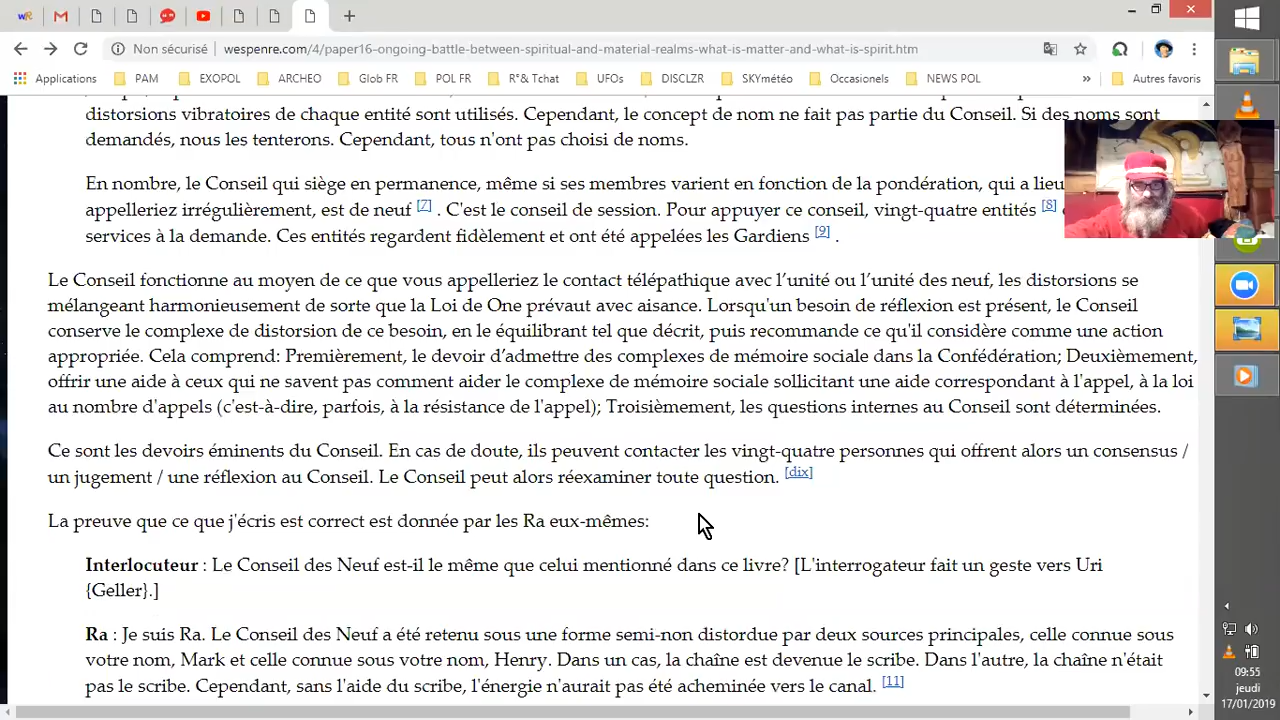 Non sécurisé
wespenre.com/4/paper16-ongoing-battle-between-spiritual-and-material-realms-what-is-matter-and-what-is-spirit.htm
Applications PAM EXOPOL ARCHEO Glob FR POL FR R°& Tchat UFOs DISCLZR SKYmétéo Occasionels NEWS POL » Autres favoris
distorsions vibratoires de chaque entité sont utilisés. Cependant, le concept de nom ne fait pas partie du Conseil. Si des noms sont
demandés, nous les tenterons. Cependant, tous n'ont pas choisi de noms.
En nombre, le Conseil qui siège en permanence, même si ses membres varient en fonction de la pondération, qui a lieu
appelleriez irrégulièrement, est de neuf [7] . C'est le conseil de session. Pour appuyer ce conseil, vingt-quatre entités [8]
services à la demande. Ces entités regardent fidèlement et ont été appelées les Gardiens [9] .
Le Conseil fonctionne au moyen de ce que vous appelleriez le contact télépathique avec l’unité ou l’unité des neuf, les distorsions se
mélangeant harmonieusement de sorte que la Loi de One prévaut avec aisance. Lorsqu'un besoin de réflexion est présent, le Conseil
conserve le complexe de distorsion de ce besoin, en le équilibrant tel que décrit, puis recommande ce qu'il considère comme une action
appropriée. Cela comprend: Premièrement, le devoir d’admettre des complexes de mémoire sociale dans la Confédération; Deuxièmement,
offrir une aide à ceux qui ne savent pas comment aider le complexe de mémoire sociale sollicitant une aide correspondant à l'appel, à la loi
au nombre d'appels (c'est-à-dire, parfois, à la résistance de l'appel); Troisièmement, les questions internes au Conseil sont déterminées.
Ce sont les devoirs éminents du Conseil. En cas de doute, ils peuvent contacter les vingt-quatre personnes qui offrent alors un consensus /
un jugement / une réflexion au Conseil. Le Conseil peut alors réexaminer toute question. [dix]
La preuve que ce que j'écris est correct est donnée par les Ra eux-mêmes:
Interlocuteur : Le Conseil des Neuf est-il le même que celui mentionné dans ce livre? [L'interrogateur fait un geste vers Uri
{Geller}.]
Ra : Je suis Ra. Le Conseil des Neuf a été retenu sous une forme semi-non distordue par deux sources principales, celle connue sous
votre nom, Mark et celle connue sous votre nom, Henry. Dans un cas, la chaîne est devenue le scribe. Dans l'autre, la chaîne n'était
pas le scribe. Cependant, sans l'aide du scribe, l'énergie n'aurait pas été acheminée vers le canal. [11]
09:55
jeudi
17/01/2019